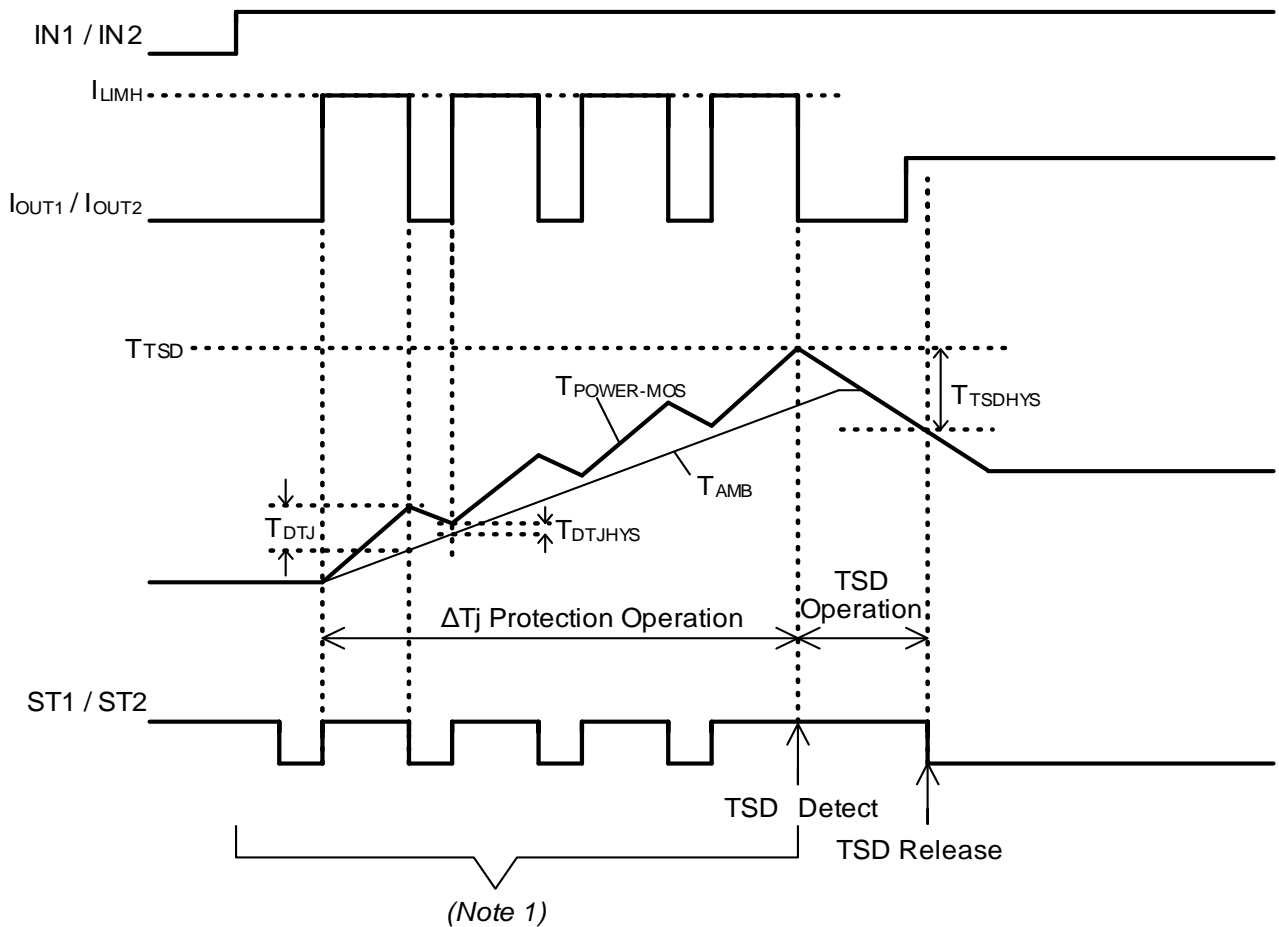 IN1 / IN2
ILIMH
IOUT1 / IOUT2
TTSD
TPOWER-MOS
TTSDHYS
TAMB
TDTJ
TDTJHYS
TSD
Operation
ΔTj Protection Operation
ST1 / ST2
TSD Detect
TSD Release
(Note 1)